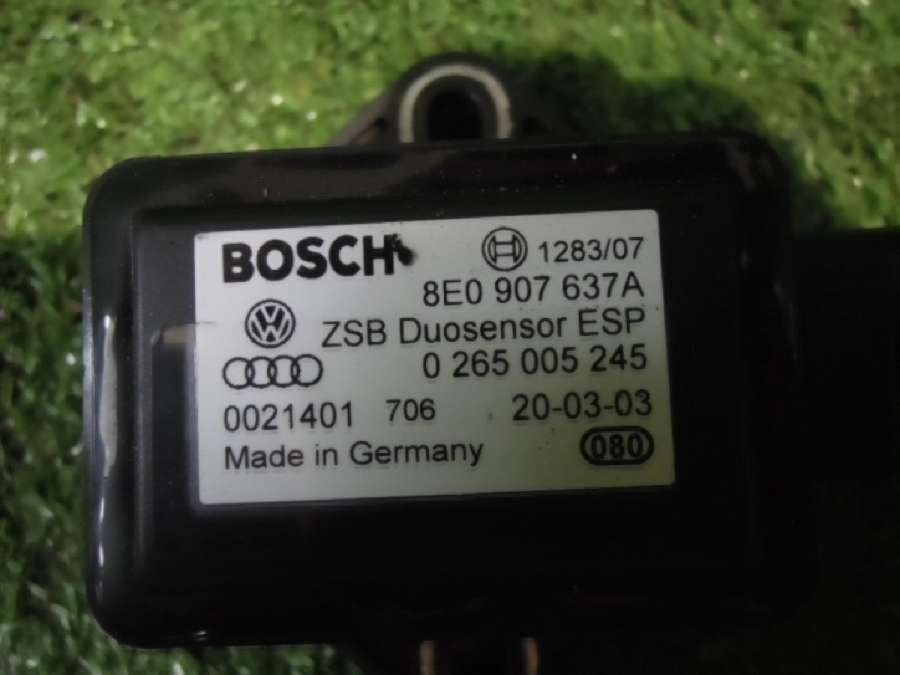 BOSCH 1283/07
8E0 907 637A
ZSB Duosensor ESP
0 265 005 245
0021401 706 20-03-03
Made in Germany 080